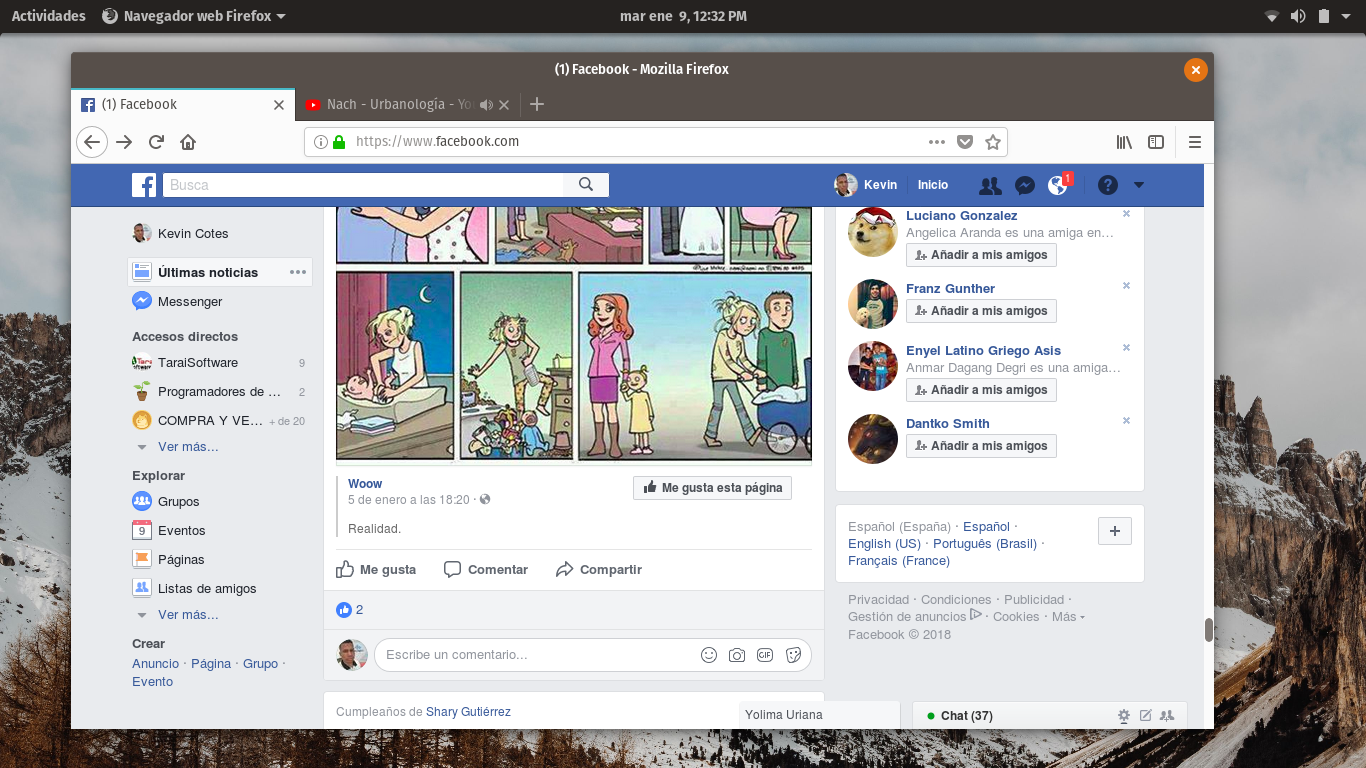 Actividades
Navegador web Firefox
mar ene 9, 12:32 PM
(1) Facebook - Mozilla Firefox
(1) Facebook
Nach - Urbanología - Yo
https://www.facebook.com
Busca
Kevin
Inicio
1
Kevin Cotes
Últimas noticias
Messenger
Accesos directos
TaraiSoftware 9
Programadores de ... 2
COMPRA Y VE... + de 20
Ver más...
Explorar
Grupos
9 Eventos
Páginas
Listas de amigos
Ver más...
Crear
Anuncio · Página · Grupo ·
Evento
Woow
5 de enero a las 18:20 ·
Me gusta esta página
Realidad.
Me gusta
Comentar
Compartir
2
Escribe un comentario...
GIF
Cumpleaños de Shary Gutiérrez
Luciano Gonzalez
Angelica Aranda es una amiga en...
Añadir a mis amigos
Franz Gunther
Añadir a mis amigos
Enyel Latino Griego Asis
Anmar Dagang Degri es una amiga...
Añadir a mis amigos
Dantko Smith
Añadir a mis amigos
Español (España) · Español ·
English (US) · Português (Brasil) ·
Français (France)
Privacidad · Condiciones · Publicidad ·
Gestión de anuncios · Cookies · Más
Facebook © 2018
Yolima Uriana
Chat (37)